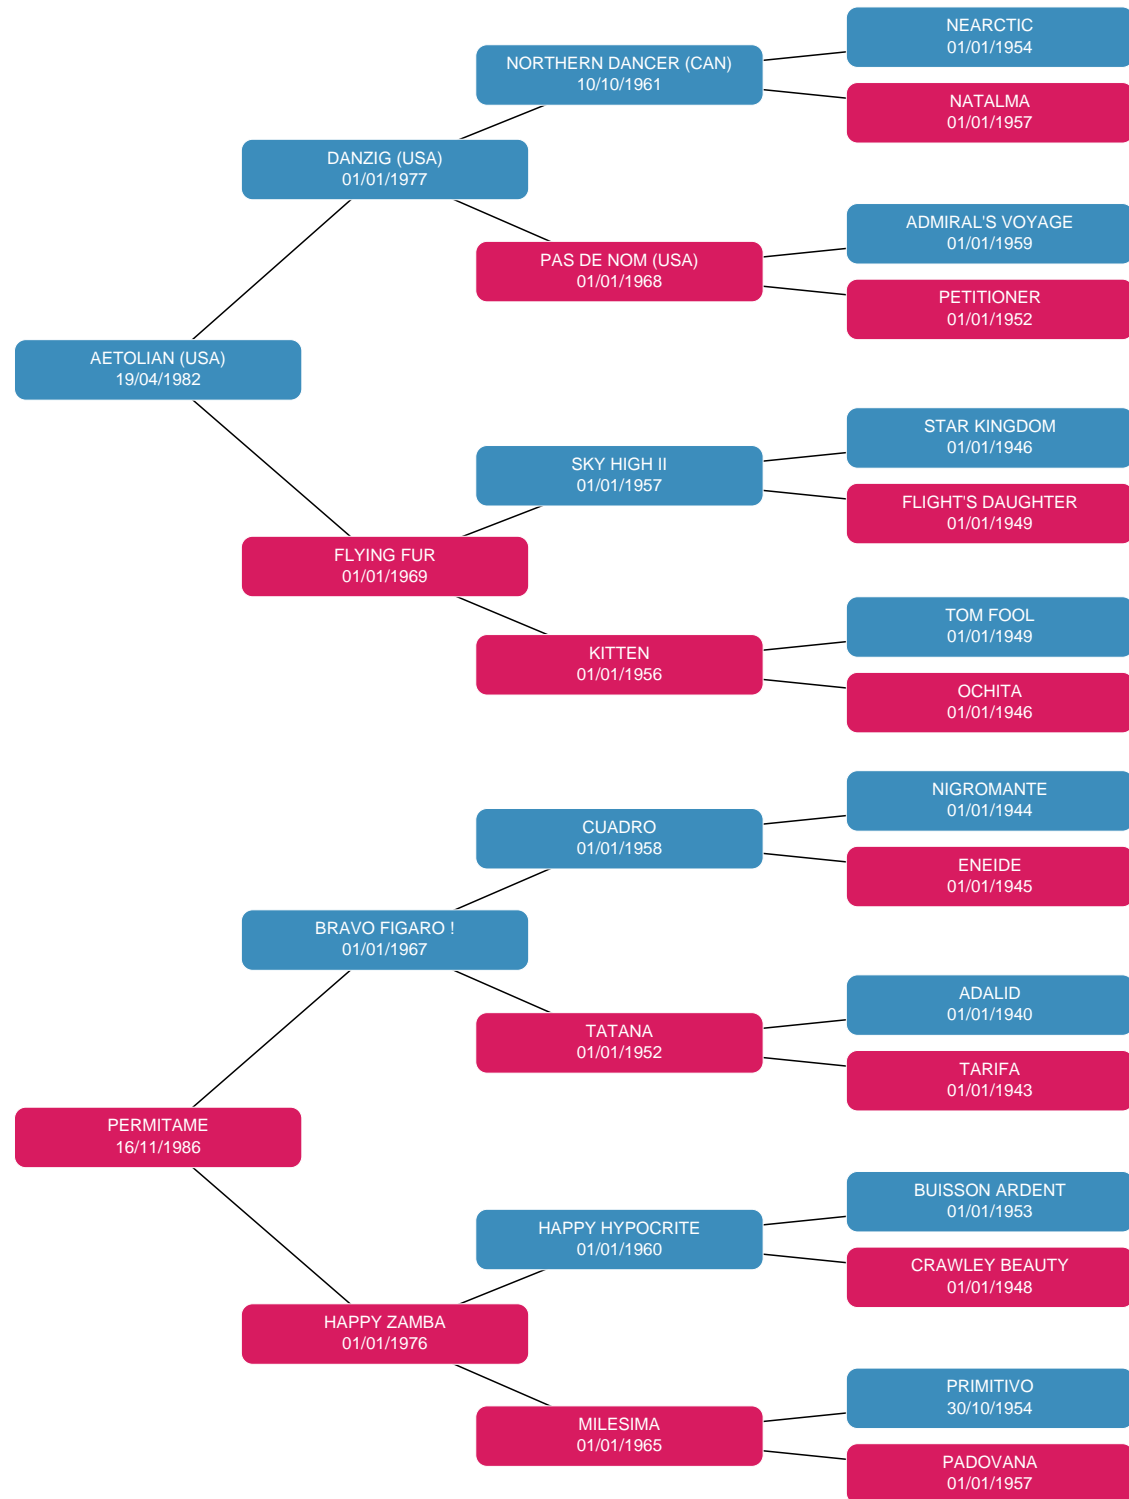 NEARCTIC
01/01/1954
NORTHERN DANCER (CAN)
10/10/1961
NATALMA
01/01/1957
DANZIG (USA)
01/01/1977
ADMIRAL'S VOYAGE
01/01/1959
PAS DE NOM (USA)
01/01/1968
PETITIONER
01/01/1952
AETOLIAN (USA)
19/04/1982
STAR KINGDOM
01/01/1946
SKY HIGH II
01/01/1957
FLIGHT'S DAUGHTER
01/01/1949
FLYING FUR
01/01/1969
TOM FOOL
01/01/1949
KITTEN
01/01/1956
OCHITA
01/01/1946
NIGROMANTE
01/01/1944
CUADRO
01/01/1958
ENEIDE
01/01/1945
BRAVO FIGARO !
01/01/1967
ADALID
01/01/1940
TATANA
01/01/1952
TARIFA
01/01/1943
PERMITAME
16/11/1986
BUISSON ARDENT
01/01/1953
HAPPY HYPOCRITE
01/01/1960
CRAWLEY BEAUTY
01/01/1948
HAPPY ZAMBA
01/01/1976
PRIMITIVO
30/10/1954
MILESIMA
01/01/1965
PADOVANA
01/01/1957